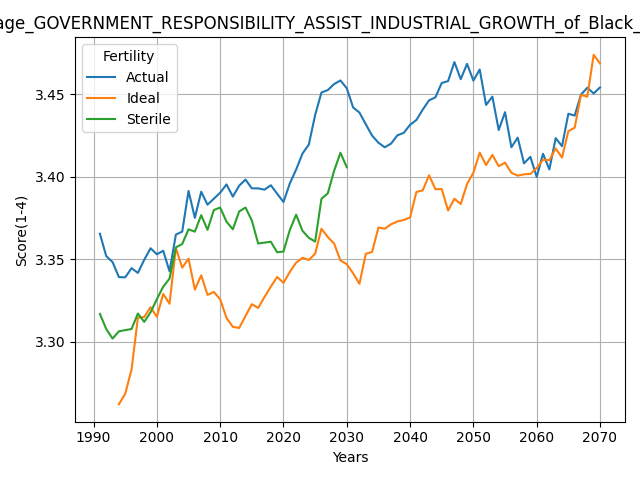 age_GOVERNMENT_RESPONSIBILITY_ASSIST_INDUSTRIAL_GROWTH_of_Black_
Fertility
Actual
Ideal
Sterile
Score(1-4)
3.45
3.40
3.35
3.30
1990 2000 2010 2020 2030 2040 2050 2060 2070
Years